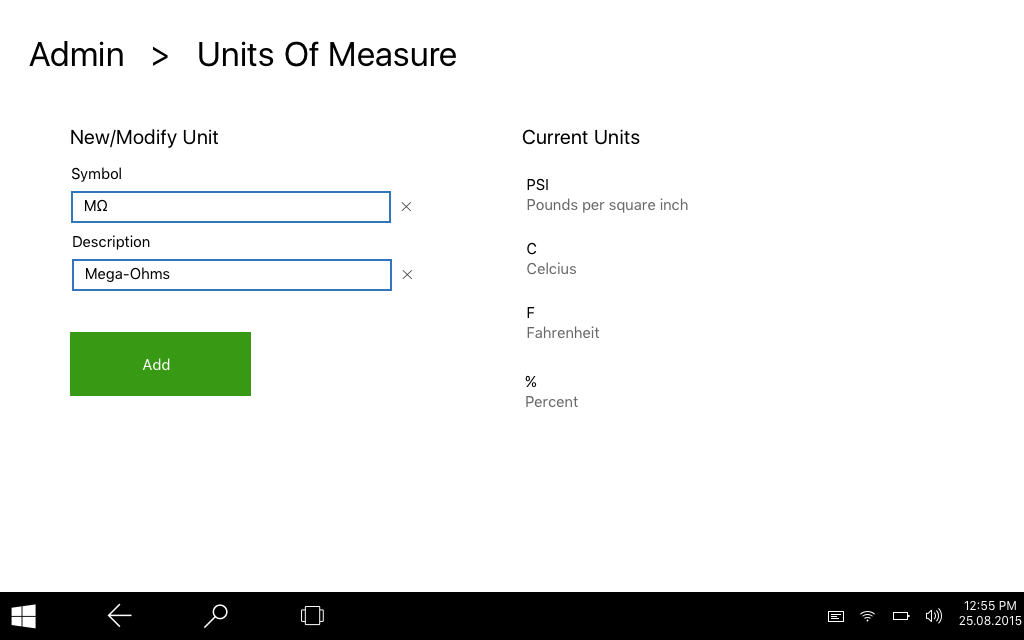 Admin > Units Of Measure
New/Modify Unit
Symbol
MΩ
Description
Mega-Ohms
Add
Current Units
PSI
Pounds per square inch
C
Celcius
F
Fahrenheit
%
Percent
12:55 PM
25.08.2015